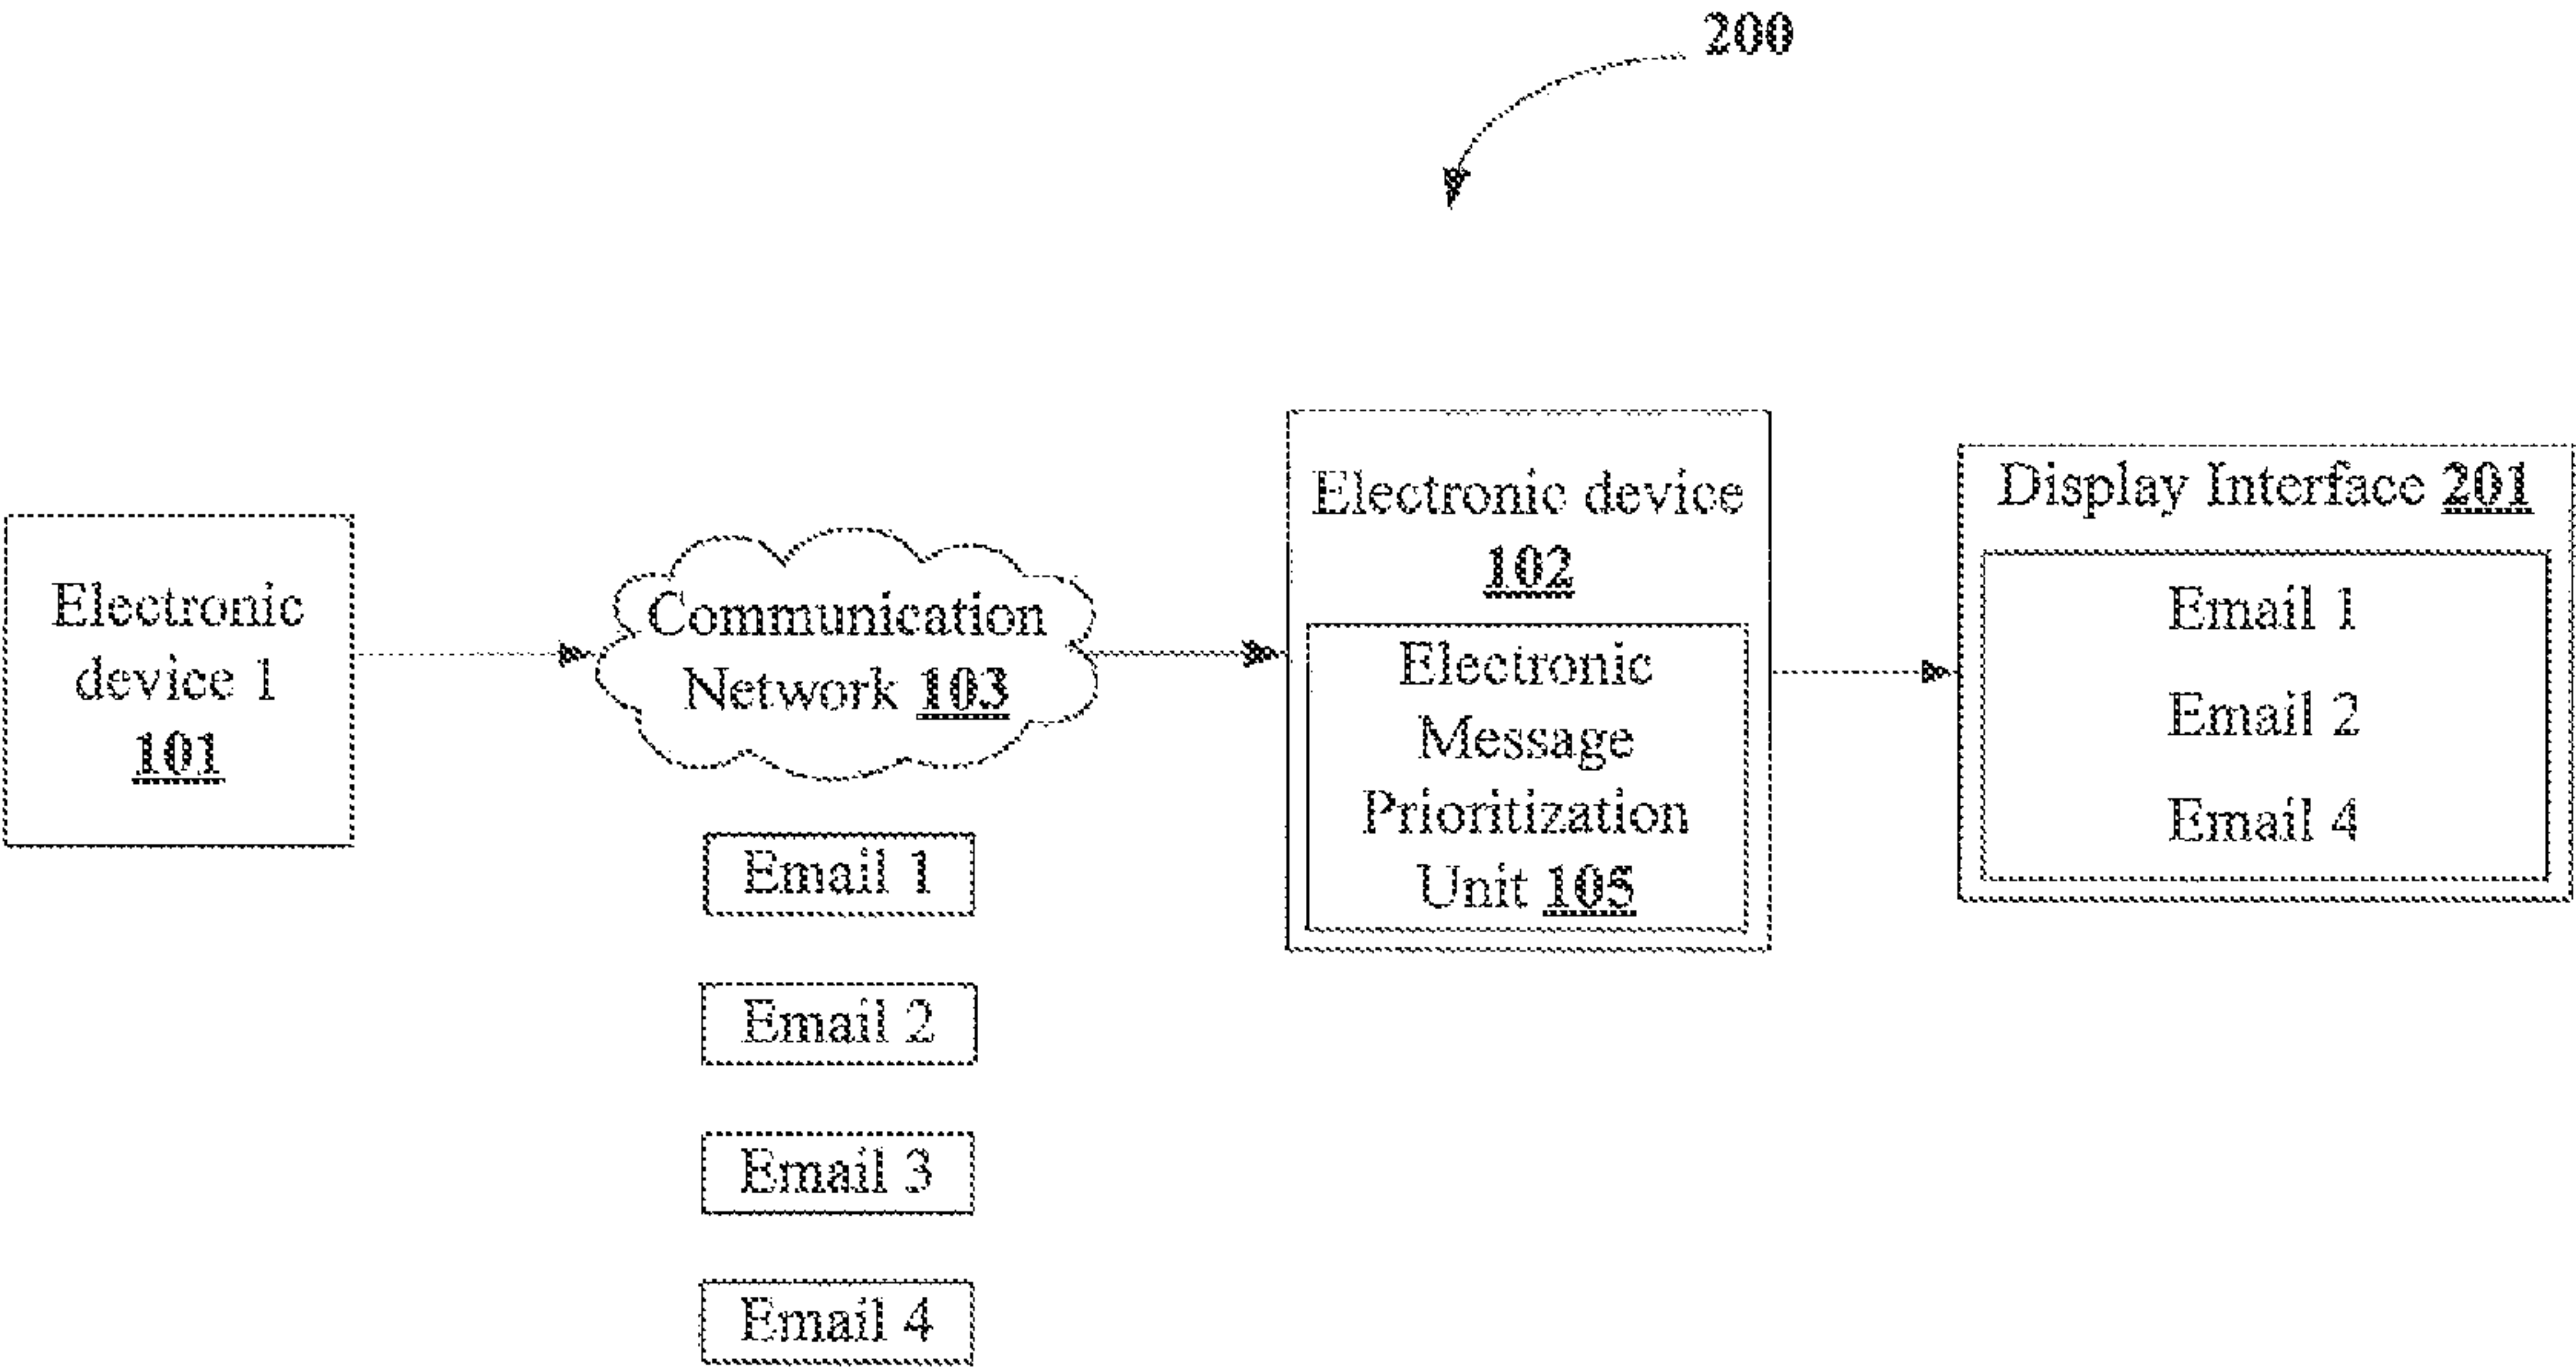 200
Electronic
device 1
101
Communication
Network 103
Email 1
Email 2
Email 3
Email 4
Electronic device
102
Electronic
Message
Prioritization
Unit 105
Display Interface 201
Email 1
Email 2
Email 4